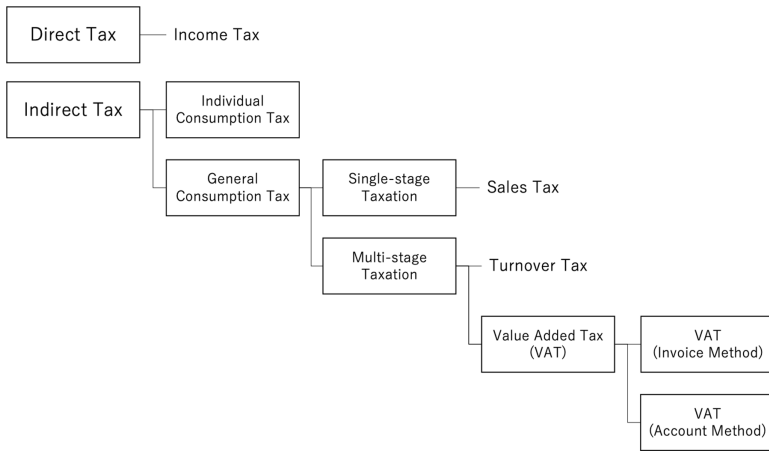 Direct Tax
Income Tax
Indirect Tax
Individual
Consumption Tax
General
Consumption Tax
Single-stage
Taxation
Sales Tax
Multi-stage
Taxation
Turnover Tax
Value Added Tax
(VAT)
VAT
(Invoice Method)
VAT
(Account Method)